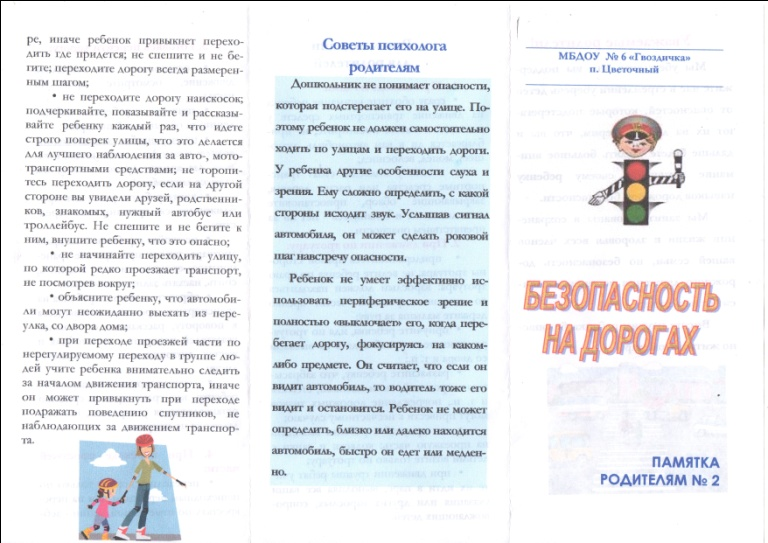 ре, иначе ребенок привыкнет перехо-
дить где придется; не спешите и не бе-
гите; переходите дорогу всегда размерен-
ным шагом;
• не переходите дорогу наискосок;
подчеркивайте, показывайте и рассказы-
вайте ребенку каждый раз, что идете
строго поперек улицы, что это делается
для лучшего наблюдения за авто-, мото-
транспортными средствами; не торопи-
тесь переходить дорогу, если на другой
стороне вы увидели друзей, родственни-
ков, знакомых, нужный автобус или
троллейбус. Не спешите и не бегите к
ним, внушите ребенку, что это опасно;
• не начинайте переходить улицу,
по которой редко проезжает транспорт,
не посмотрев вокруг;
• объясните ребенку, что автомоби-
ли могут неожиданно выехать из пере-
улка, со двора дома;
• при переходе проезжей части по
нерегулируемому переходу в группе лю-
дей учите ребенка внимательно следить
за началом движения транспорта, иначе
он может привыкнуть при переходе
подражать поведению спутников, не
наблюдающих за движением транспор-
та.
Советы психолога
родителям
Дошкольник не понимает опасности,
которая подстерегает его на улице. По-
этому ребенок не должен самостоятельно
ходить по улицам и переходить дороги.
У ребенка другие особенности слуха и
зрения. Ему сложно определить, с какой
стороны исходит звук. Услышав сигнал
автомобиля, он может сделать роковой
шаг навстречу опасности.
Ребенок не умеет эффективно ис-
пользовать периферическое зрение и
полностью «выключает» его, когда пере-
бегает дорогу, фокусируясь на каком-
либо предмете. Он считает, что если он
видит автомобиль, то водитель тоже его
видит и остановится. Ребенок не может
определить, близко или далеко находится
автомобиль, быстро он едет или медлен-
но.
МБДОУ № 6 «Гвоздичка»
п. Цветочный
БЕЗОПАСНОСТЬ
НА ДОРОГАХ
ПАМЯТКА
РОДИТЕЛЯМ № 2